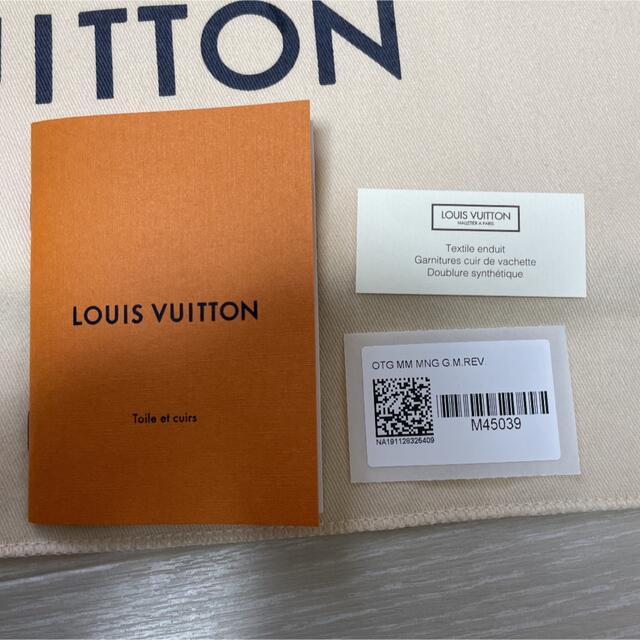 UITTON
LOUIS VUITTON
Toile et cuirs
LOUIS VUITTON
MALLETIER A PARIS
Textile enduit
Garnitures cuir de vachette
Doublure synthétique
OTG MM MNG G.M.REV.
M45039
NA191128326409